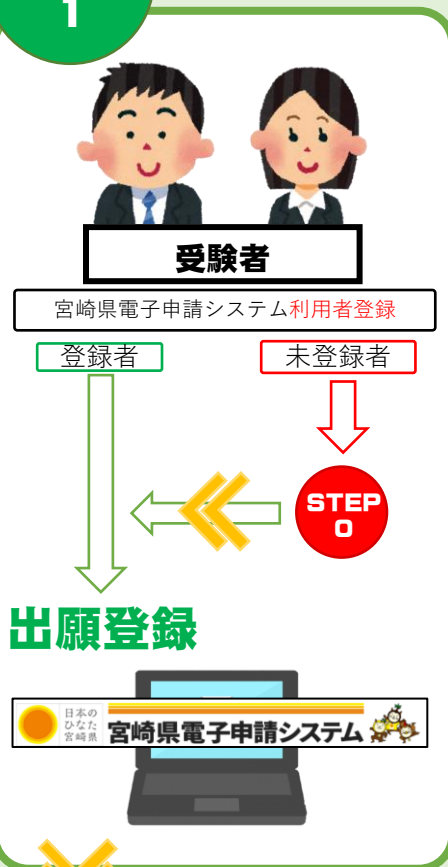 1
受験者
宮崎県電子申請システム利用者登録
登録者
未登録者
STEP
0
出願登録
日本の
ひなた
宮崎県
宮崎県電子申請システム